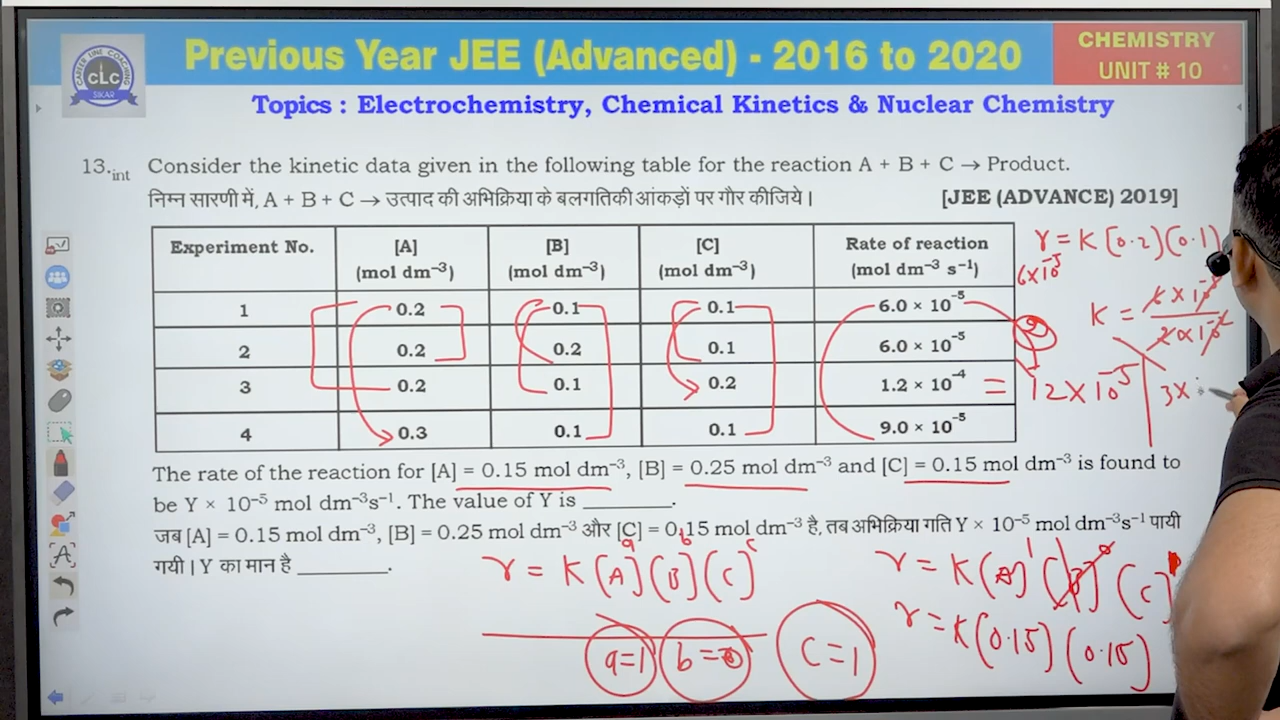 CAREER LINE COACHING
CLC
SIKAR
Previous Year JEE (Advanced) - 2016 to 2020
CHEMISTRY
UNIT # 10
Topics : Electrochemistry, Chemical Kinetics & Nuclear Chemistry
13.int Consider the kinetic data given in the following table for the reaction A + B + C → Product.
निम्न सारणी में, A + B + C → उत्पाद की अभिक्रिया के बलगतिकी आंकड़ों पर गौर कीजिये। [JEE (ADVANCE) 2019]
Experiment No. [A] (mol dm⁻³) [B] (mol dm⁻³) [C] (mol dm⁻³) Rate of reaction (mol dm⁻³ s⁻¹)
1 0.2 0.1 0.1 6.0 × 10⁻⁵
2 0.2 0.2 0.1 6.0 × 10⁻⁵
3 0.2 0.1 0.2 1.2 × 10⁻⁴ = 12×10⁻⁵
4 0.3 0.1 0.1 9.0 × 10⁻⁵
r = K(0.2)(0.1)
6×10⁻⁵
2
3×
The rate of the reaction for [A] = 0.15 mol dm⁻³, [B] = 0.25 mol dm⁻³ and [C] = 0.15 mol dm⁻³ is found to
be Y × 10⁻⁵ mol dm⁻³s⁻¹. The value of Y is ________.
जब [A] = 0.15 mol dm⁻³, [B] = 0.25 mol dm⁻³ और [C] = 0.15 mol dm⁻³ है, तब अभिक्रिया गति Y × 10⁻⁵ mol dm⁻³s⁻¹ पायी
गयी। Y का मान है ________.
r = K(A)ᵃ(B)ᵇ(C)ᶜ
a=1 b=0 C=1
r = K(A)¹(B)⁰(C)¹
r = K(0.15)(0.15)